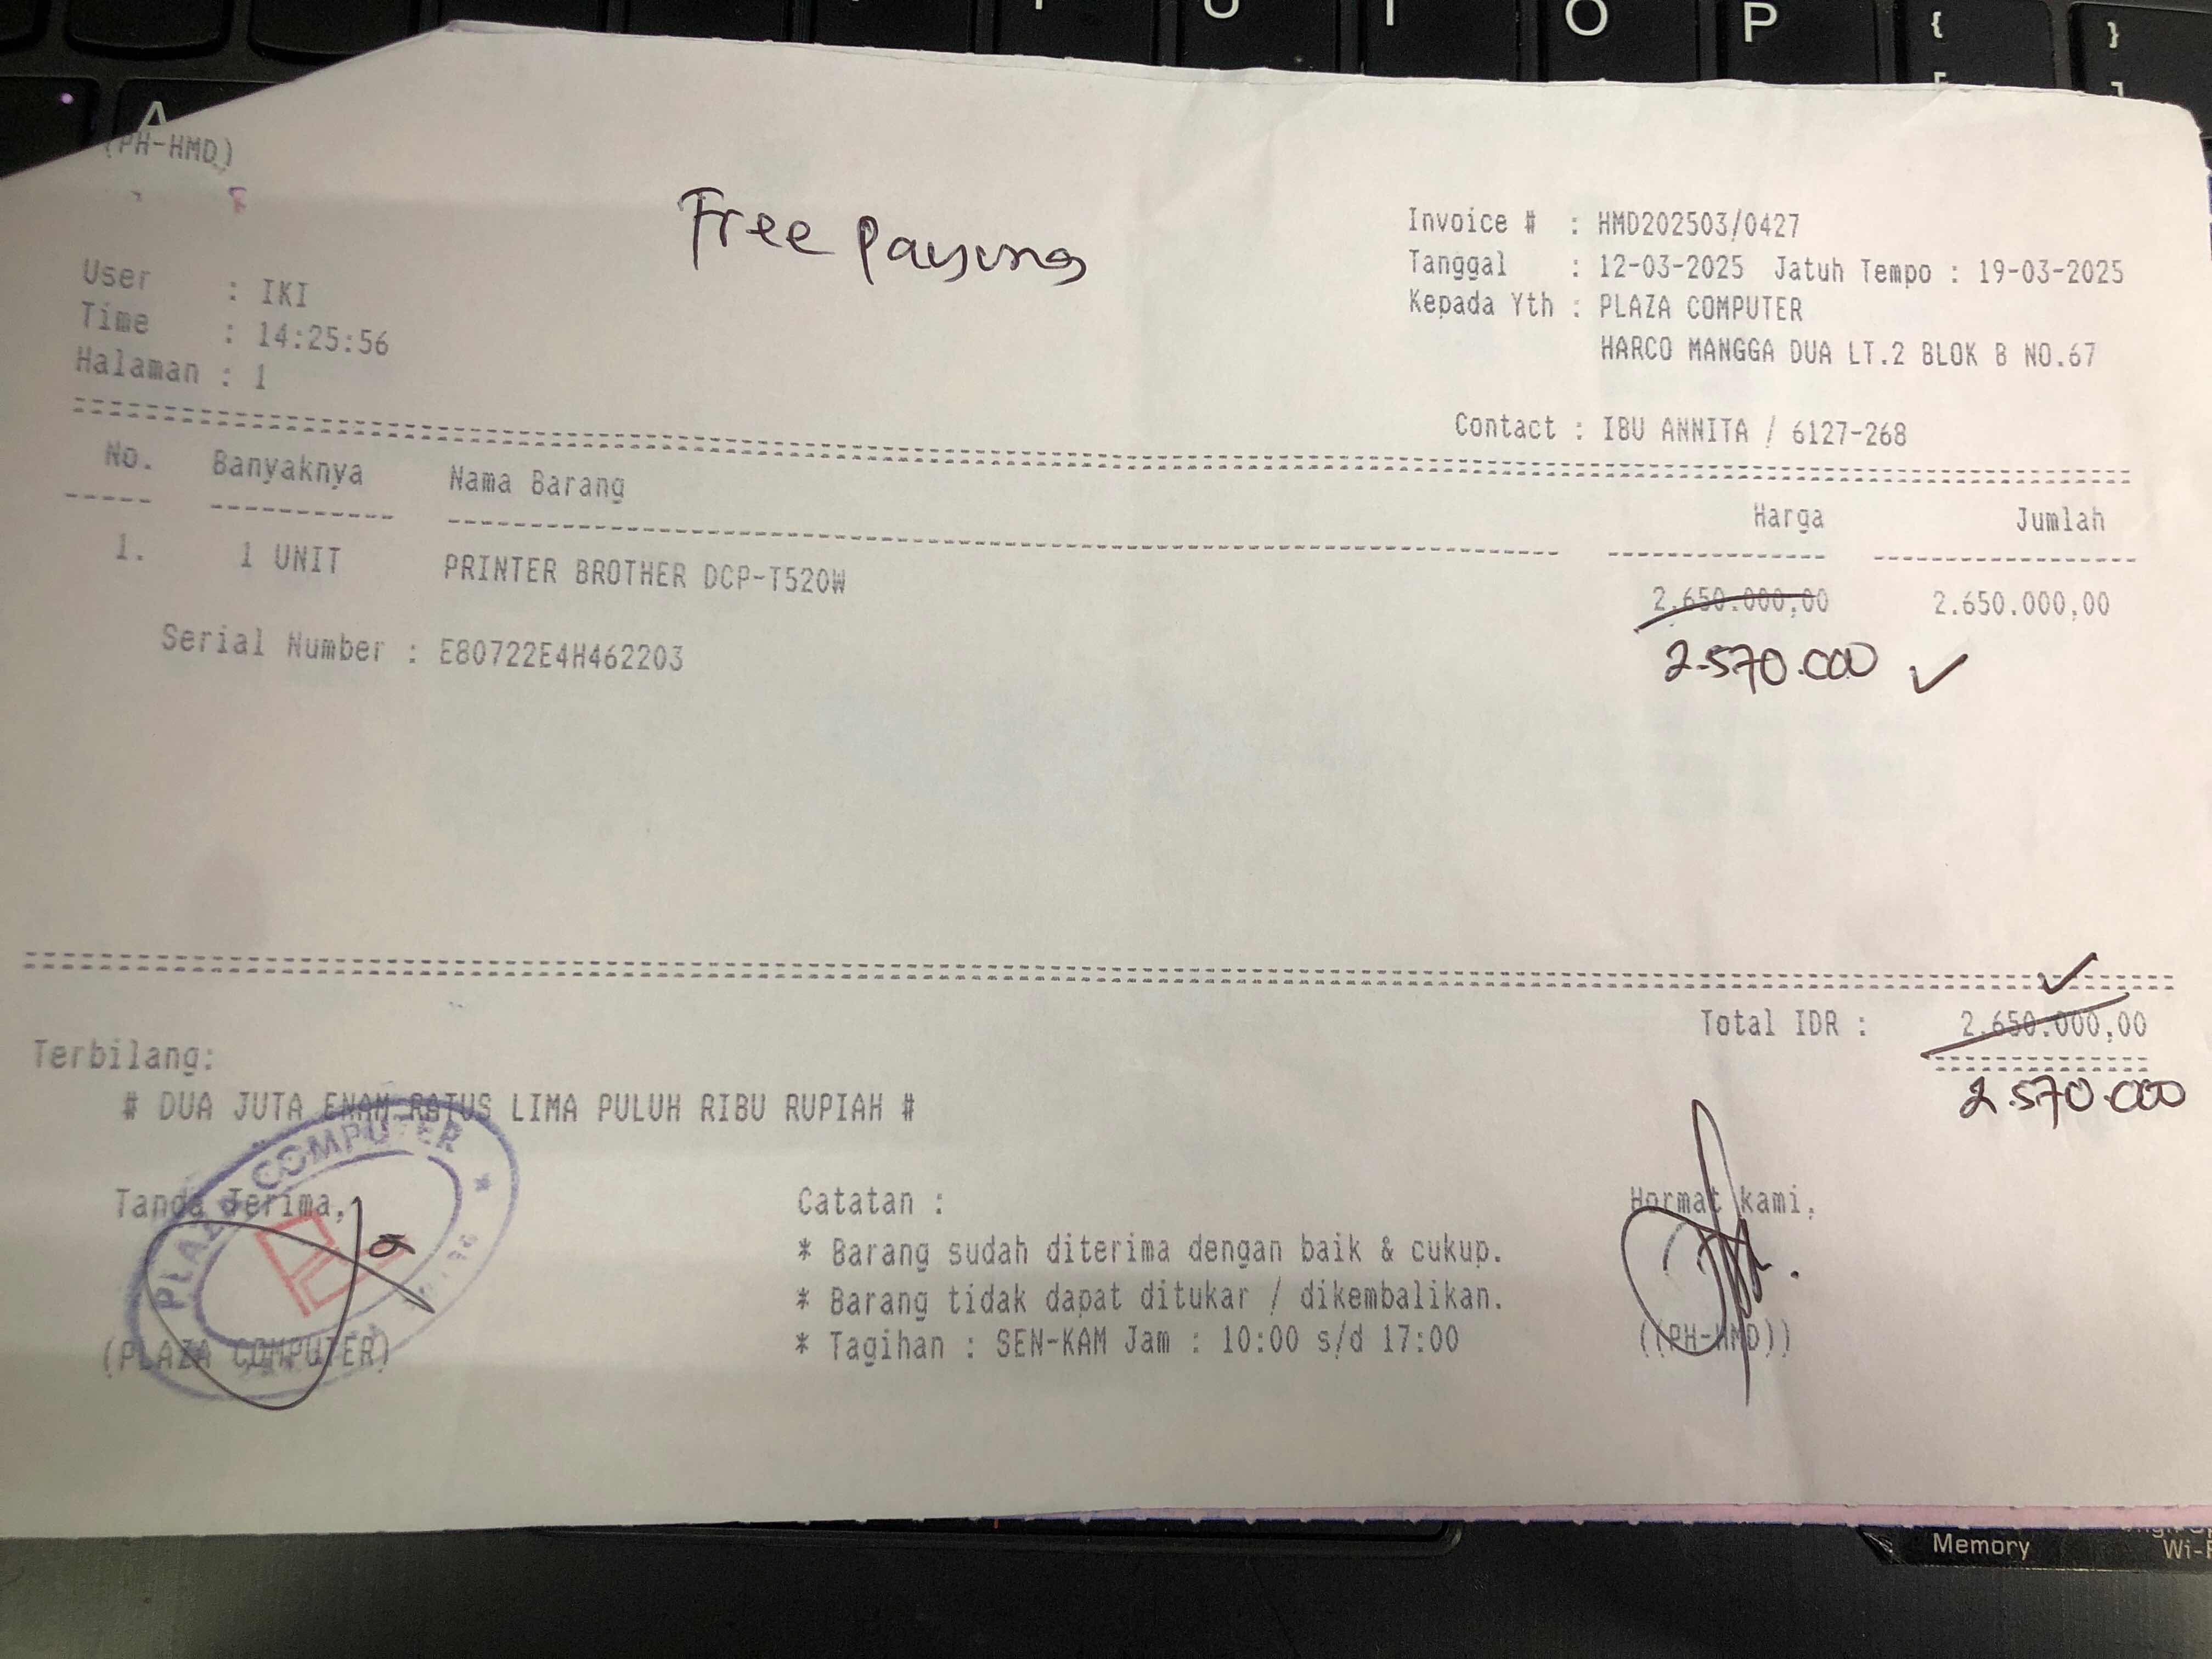 (PH-HMD)
Free payung
User : IKI
Time : 14:25:56
Halaman : 1
Invoice # : HMD202503/0427
Tanggal : 12-03-2025 Jatuh Tempo : 19-03-2025
Kepada Yth : PLAZA COMPUTER
HARCO MANGGA DUA LT.2 BLOK B NO.67
Contact : IBU ANNITA / 6127-268
No. Banyaknya Nama Barang Harga Jumlah
1. 1 UNIT PRINTER BROTHER DCP-T520W 2.650.000,00 2.650.000,00
2.570.000 ✓
Serial Number : E80722E4H462203
✓
Total IDR : 2.650.000,00
2.570.000
Terbilang:
# DUA JUTA ENAM RATUS LIMA PULUH RIBU RUPIAH #
Tanda Terima,
PLAZA COMPUTER *
(PLAZA COMPUTER)
Catatan :
* Barang sudah diterima dengan baik & cukup.
* Barang tidak dapat ditukar / dikembalikan.
* Tagihan : SEN-KAM Jam : 10:00 s/d 17:00
Hormat kami,
((PH-HMD))
U I O P { }
A [ ]
Memory